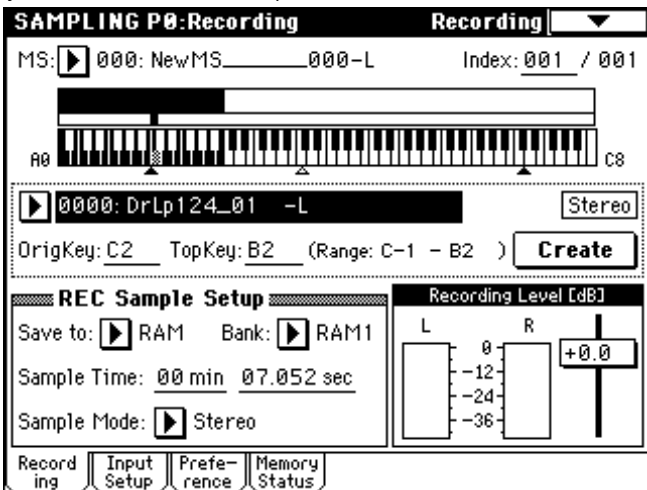 SAMPLING PØ:Recording Recording
MS: 000: NewMS________000-L Index: 001 / 001
A0 C8
0000: DrLp124_01 -L Stereo
OrigKey: C2 TopKey: B2 (Range: C-1 - B2 ) Create
REC Sample Setup Recording Level [dB]
Save to: RAM Bank: RAM1 L R
0
+0.0
-12
Sample Time: 00 min 07.052 sec
-24
-36
Sample Mode: Stereo
Record ing
Input Setup
Prefe- rence
Memory Status